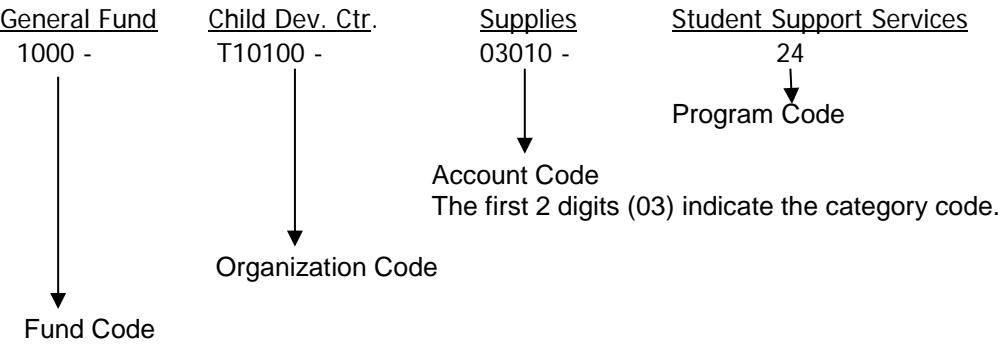 General Fund Child Dev. Ctr. Supplies Student Support Services
1000 - T10100 - 03010 - 24
Program Code
Account Code
The first 2 digits (03) indicate the category code.
Organization Code
Fund Code